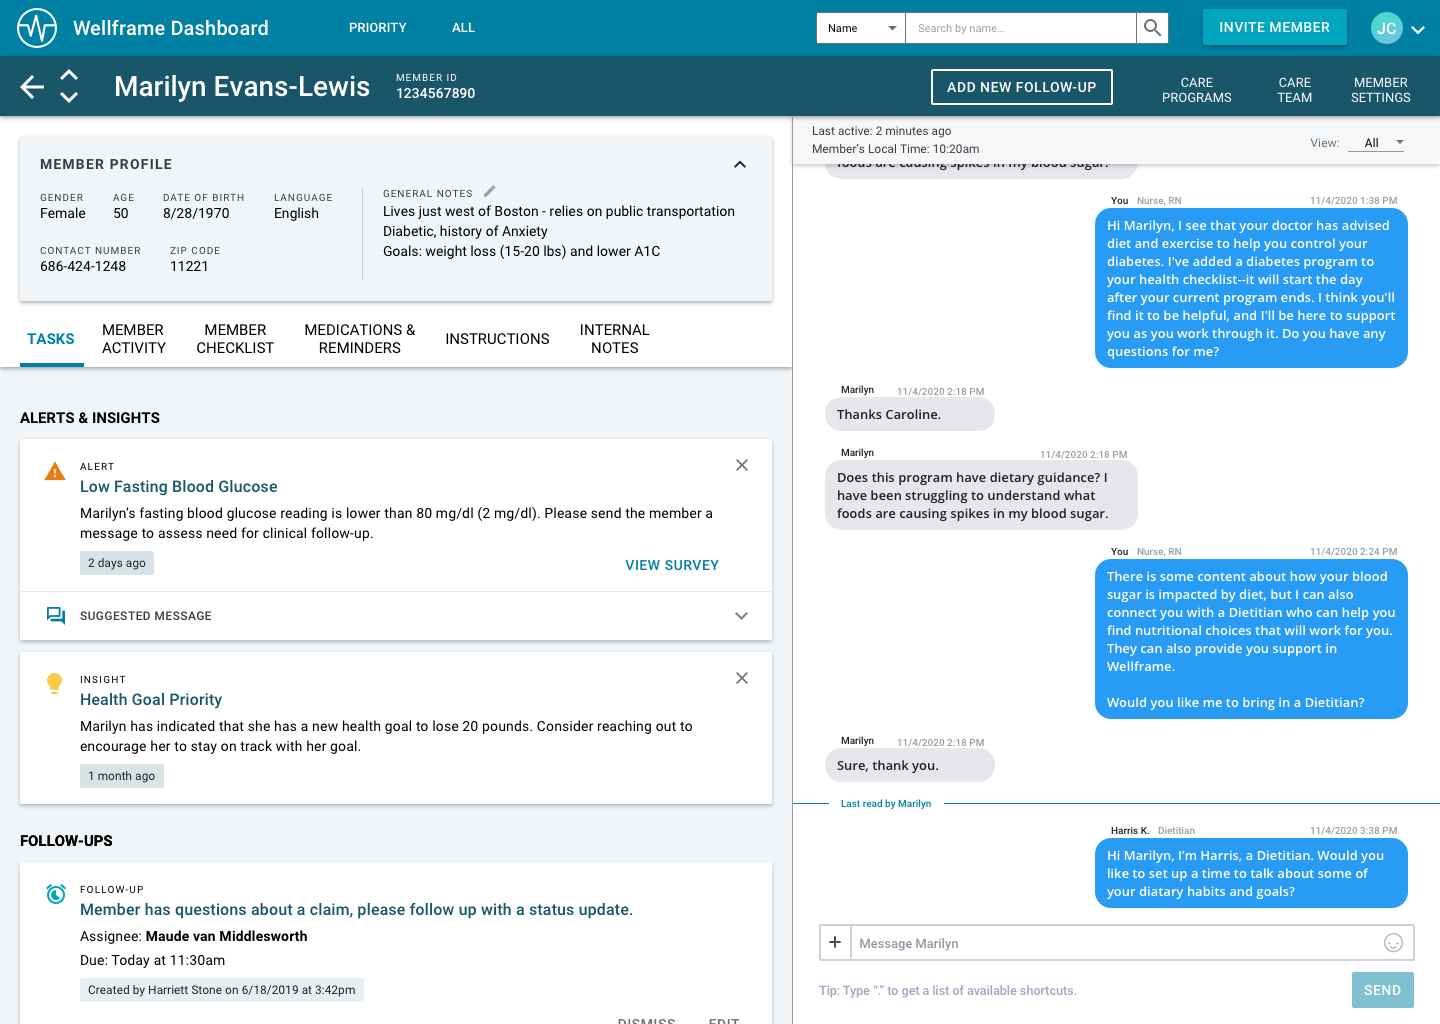 Wellframe Dashboard
PRIORITY
ALL
Name
Search by name...
INVITE MEMBER
JC
Marilyn Evans-Lewis
MEMBER ID
1234567890
ADD NEW FOLLOW-UP
CARE
PROGRAMS
CARE
TEAM
MEMBER
SETTINGS
MEMBER PROFILE
GENDER
Female
AGE
50
DATE OF BIRTH
8/28/1970
LANGUAGE
English
CONTACT NUMBER
686-424-1248
ZIP CODE
11221
GENERAL NOTES
Lives just west of Boston - relies on public transportation
Diabetic, history of Anxiety
Goals: weight loss (15-20 lbs) and lower A1C
TASKS
MEMBER
ACTIVITY
MEMBER
CHECKLIST
MEDICATIONS &
REMINDERS
INSTRUCTIONS
INTERNAL
NOTES
ALERTS & INSIGHTS
ALERT
Low Fasting Blood Glucose
Marilyn's fasting blood glucose reading is lower than 80 mg/dl (2 mg/dl). Please send the member a
message to assess need for clinical follow-up.
2 days ago
VIEW SURVEY
SUGGESTED MESSAGE
INSIGHT
Health Goal Priority
Marilyn has indicated that she has a new health goal to lose 20 pounds. Consider reaching out to
encourage her to stay on track with her goal.
1 month ago
FOLLOW-UPS
FOLLOW-UP
Member has questions about a claim, please follow up with a status update.
Assignee: Maude van Middlesworth
Due: Today at 11:30am
Created by Harriett Stone on 6/18/2019 at 3:42pm
DISMISS
EDIT
Last active: 2 minutes ago
Member's Local Time: 10:20am
View:
All
foods are causing spikes in my blood sugar.
You Nurse, RN 11/4/2020 1:38 PM
Hi Marilyn, I see that your doctor has advised
diet and exercise to help you control your
diabetes. I've added a diabetes program to
your health checklist--it will start the day
after your current program ends. I think you'll
find it to be helpful, and I'll be here to support
you as you work through it. Do you have any
questions for me?
Marilyn 11/4/2020 2:18 PM
Thanks Caroline.
Marilyn 11/4/2020 2:18 PM
Does this program have dietary guidance? I
have been struggling to understand what
foods are causing spikes in my blood sugar.
You Nurse, RN 11/4/2020 2:24 PM
There is some content about how your blood
sugar is impacted by diet, but I can also
connect you with a Dietitian who can help you
find nutritional choices that will work for you.
They can also provide you support in
Wellframe.
Would you like me to bring in a Dietitian?
Marilyn 11/4/2020 2:18 PM
Sure, thank you.
Last read by Marilyn
Harris K. Dietitian 11/4/2020 3:38 PM
Hi Marilyn, I'm Harris, a Dietitian. Would you
like to set up a time to talk about some of
your diatary habits and goals?
+ Message Marilyn
Tip: Type "." to get a list of available shortcuts.
SEND